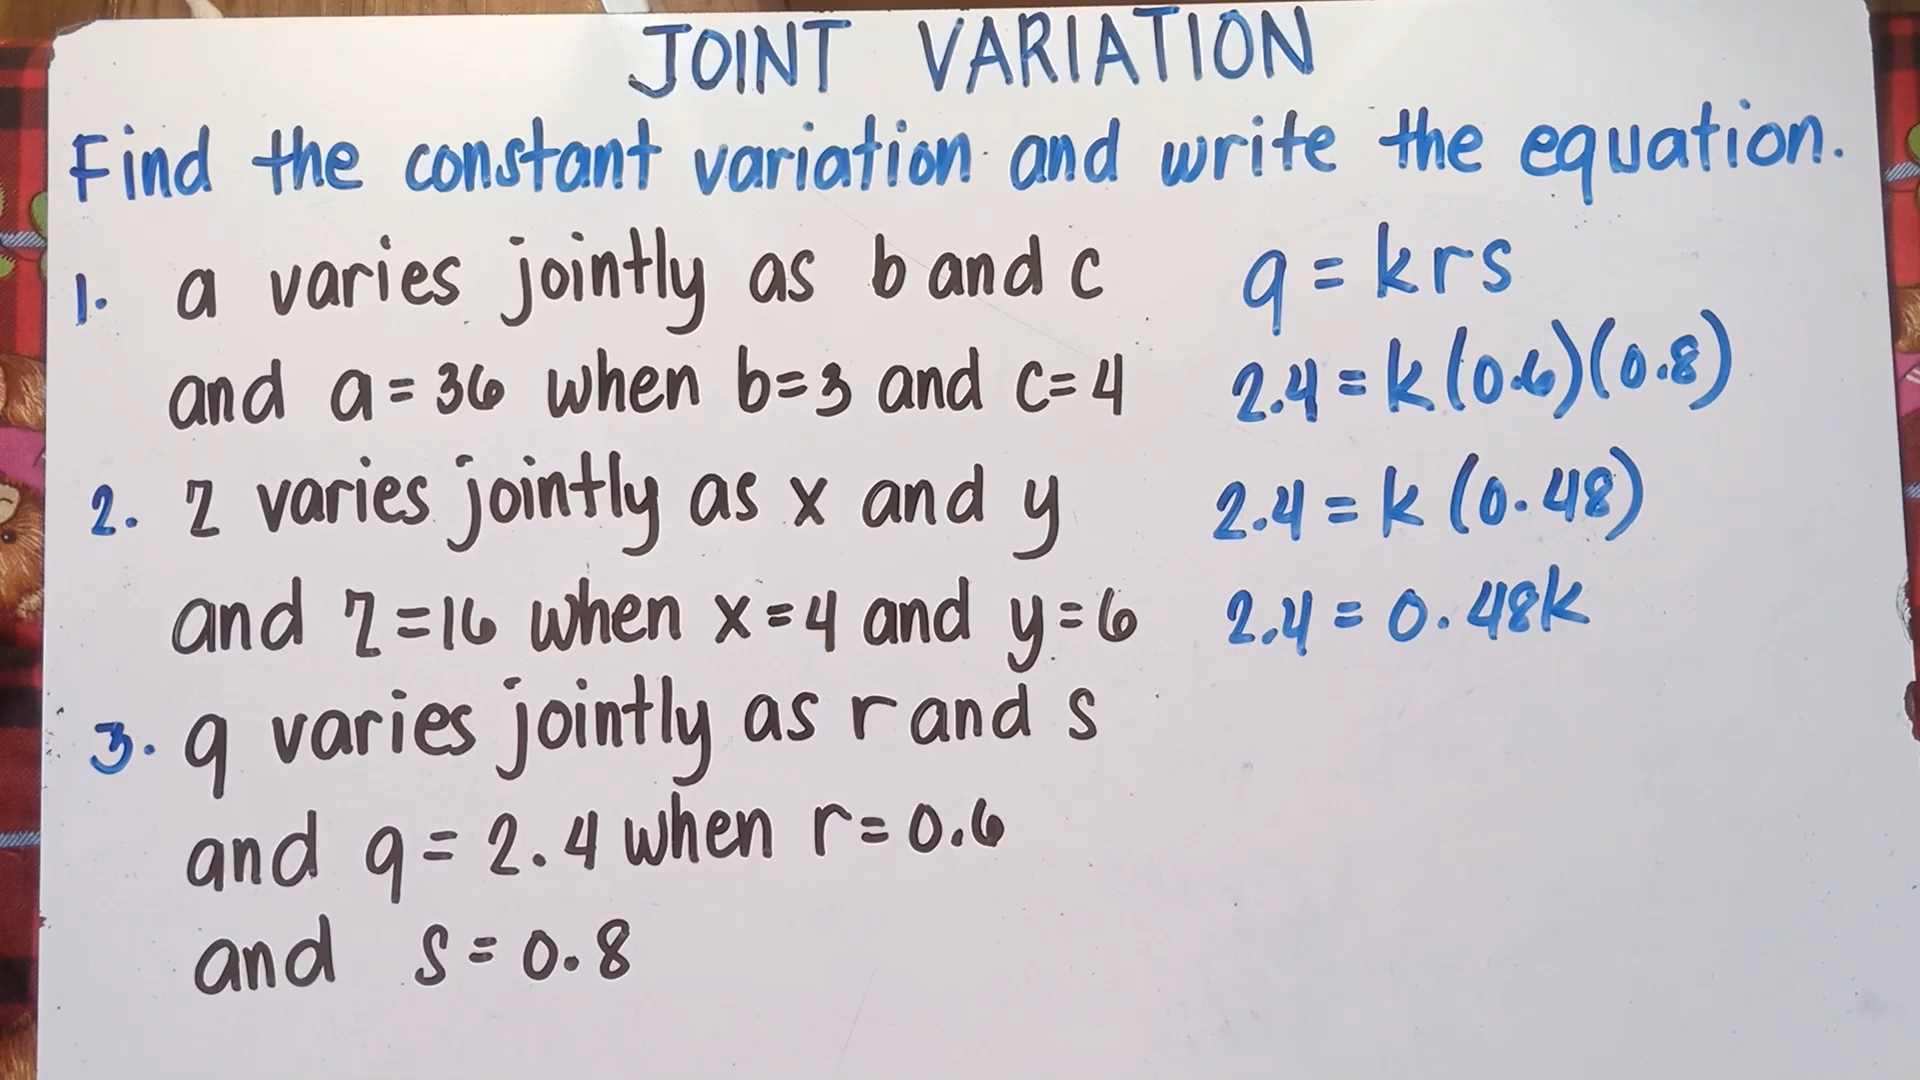 JOINT VARIATION
Find the constant variation and write the equation.
1. a varies jointly as b and c
and a = 36 when b=3 and c=4
2. z varies jointly as x and y
and z=16 when x=4 and y=6
3. q varies jointly as r and s
and q = 2.4 when r=0.6
and s=0.8
q = krs
2.4 = k(0.6)(0.8)
2.4 = k (0.48)
2.4 = 0.48k